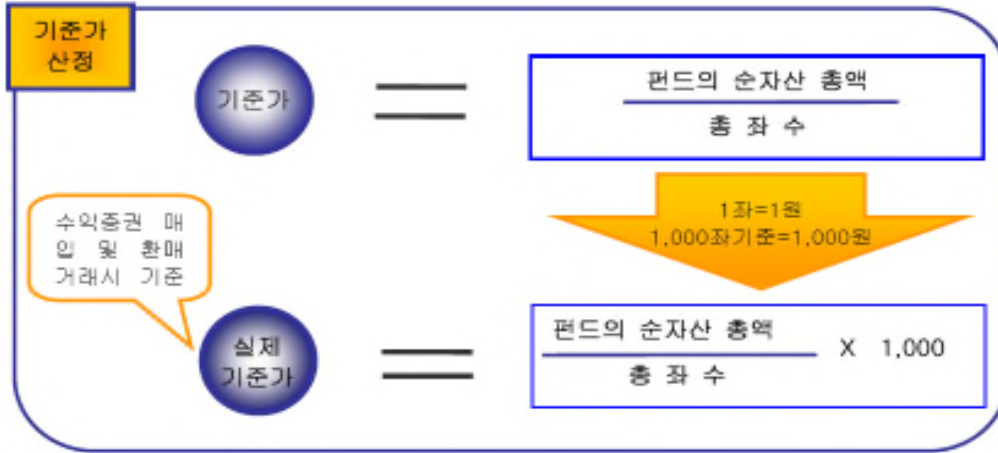 기준가
산정
기준가
펀드의 순자산 총액
총 좌 수
1좌=1원
1,000좌기준=1,000원
수익증권 매
입 및 환매
거래시 기준
실제
기준가
펀드의 순자산 총액
총 좌 수
X 1,000